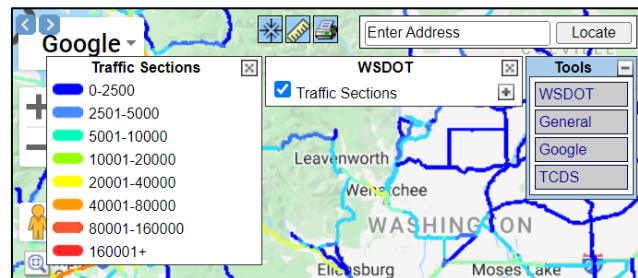 Google
Enter Address
Locate
Traffic Sections
0-2500
2501-5000
5001-10000
10001-20000
20001-40000
40001-80000
80001-160000
160001+
WSDOT
Traffic Sections
Tools
WSDOT
General
Google
TCDS
Leavenworth
Wenatchee
WASHINGTON
Ellensburg
Moses Lake